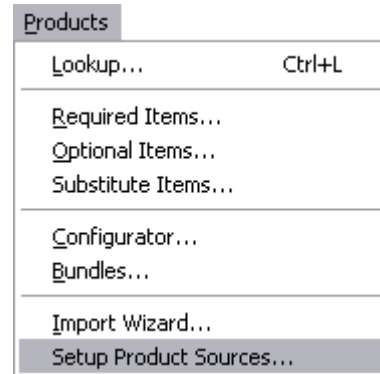 Products
Lookup... Ctrl+L
Required Items...
Optional Items...
Substitute Items...
Configurator...
Bundles...
Import Wizard...
Setup Product Sources...